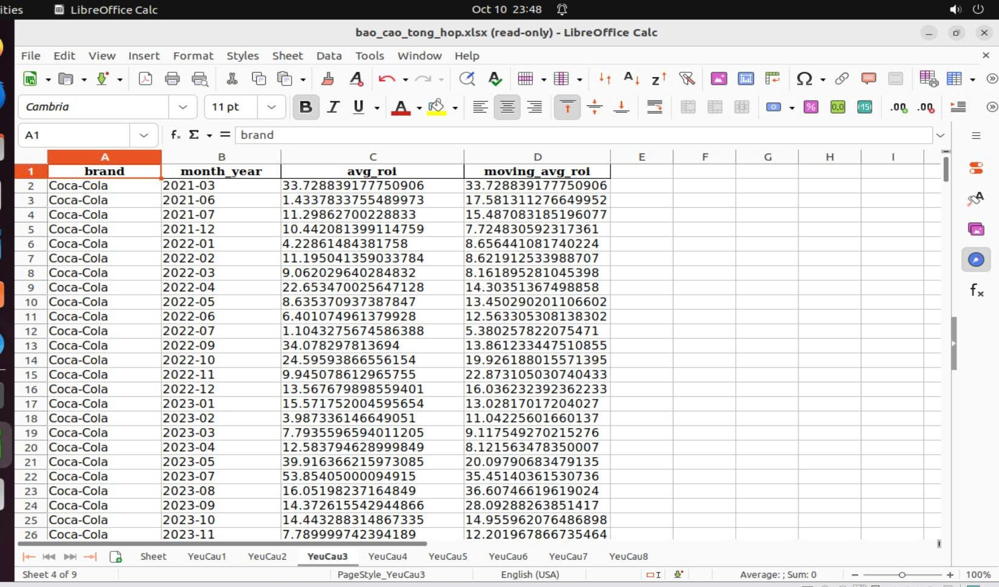 ities LibreOffice Calc Oct 10 23:48
bao_cao_tong_hop.xlsx (read-only) - LibreOffice Calc
File Edit View Insert Format Styles Sheet Data Tools Window Help
Cambria 11 pt
A1 brand
A B C D E F G H I
1 brand month_year avg_roi moving_avg_roi
2 Coca-Cola 2021-03 33.728839177750906 33.728839177750906
3 Coca-Cola 2021-06 1.4337833755489973 17.581311276649952
4 Coca-Cola 2021-07 11.29862700228833 15.487083185196077
5 Coca-Cola 2021-12 10.442081399114759 7.724830592317361
6 Coca-Cola 2022-01 4.22861484381758 8.656441081740224
7 Coca-Cola 2022-02 11.195041359033784 8.621912533988707
8 Coca-Cola 2022-03 9.062029640284832 8.161895281045398
9 Coca-Cola 2022-04 22.653470025647128 14.30351367498858
10 Coca-Cola 2022-05 8.635370937387847 13.450290201106602
11 Coca-Cola 2022-06 6.401074961379928 12.563305308138302
12 Coca-Cola 2022-07 1.1043275674586388 5.380257822075471
13 Coca-Cola 2022-09 34.078297813694 13.861233447510855
14 Coca-Cola 2022-10 24.59593866556154 19.926188015571395
15 Coca-Cola 2022-11 9.945078612965755 22.873105030740433
16 Coca-Cola 2022-12 13.567679898559401 16.036232392362233
17 Coca-Cola 2023-01 15.571752004595654 13.02817017204027
18 Coca-Cola 2023-02 3.987336146649051 11.04225601660137
19 Coca-Cola 2023-03 7.7935596594011205 9.117549270215276
20 Coca-Cola 2023-04 12.583794628999849 8.121563478350007
21 Coca-Cola 2023-05 39.916366215973085 20.09790683479135
22 Coca-Cola 2023-07 53.85405000094915 35.45140361530736
23 Coca-Cola 2023-08 16.05198237164849 36.60746619619024
24 Coca-Cola 2023-09 14.372615542944866 28.09288263851417
25 Coca-Cola 2023-10 14.443288314867335 14.955962076486898
26 Coca-Cola 2023-11 7.789999742394189 12.201967866735464
Sheet YeuCau1 YeuCau2 YeuCau3 YeuCau4 YeuCau5 YeuCau6 YeuCau7 YeuCau8
Sheet 4 of 9 PageStyle_YeuCau3 English (USA) Average: ; Sum: 0 100%